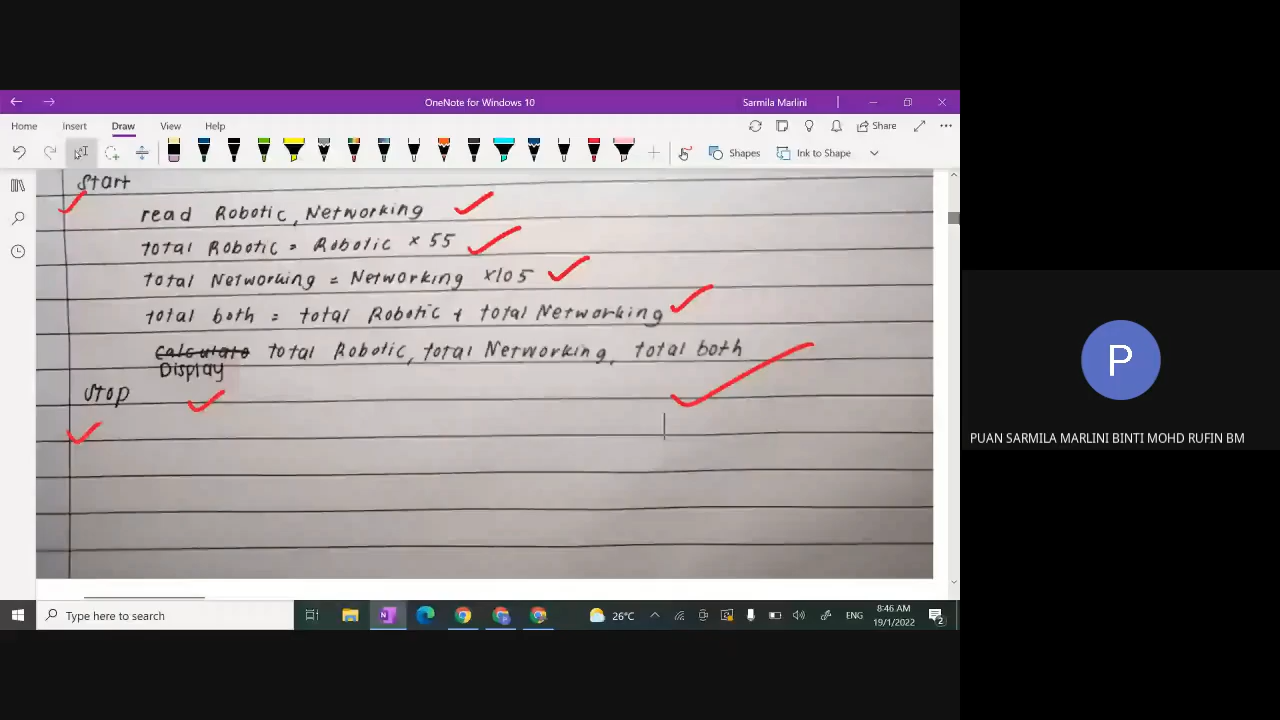 OneNote for Windows 10
Sarmila Marlini
Home Insert Draw View Help
Share
Shapes
Ink to Shape
Start
read Robotic, Networking
total Robotic = Robotic × 55
total Networking = Networking ×105
total both = total Robotic + total Networking
Calculate total Robotic, total Networking, total both
Display
Stop
P
PUAN SARMILA MARLINI BINTI MOHD RUFIN BM
Type here to search
26°C
ENG
8:46 AM
19/1/2022
2